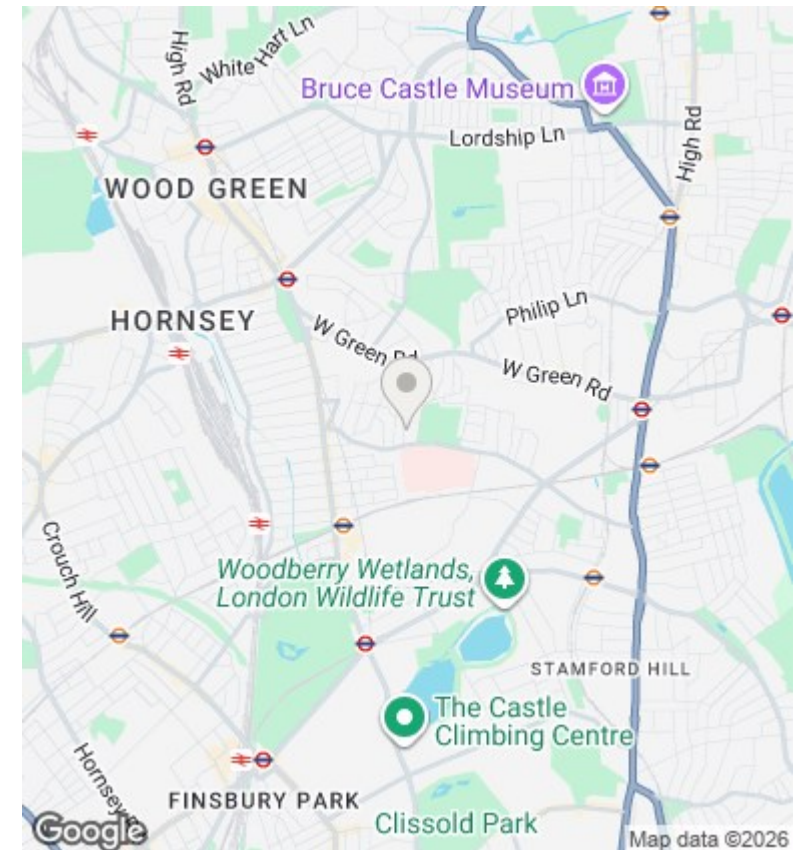 White Hart Ln
High Rd
Bruce Castle Museum
Lordship Ln
High Rd
WOOD GREEN
Philip Ln
HORNSEY
W Green Rd
W Green Rd
Crouch Hill
Woodberry Wetlands,
London Wildlife Trust
STAMFORD HILL
The Castle
Climbing Centre
FINSBURY PARK
Clissold Park
Google
Map data ©2026